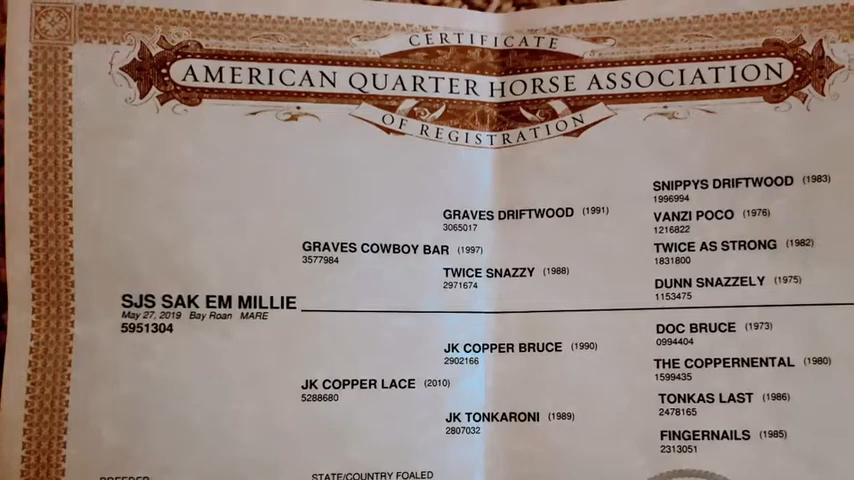 CERTIFICATE
AMERICAN QUARTER HORSE ASSOCIATION
OF REGISTRATION
SNIPPYS DRIFTWOOD (1983)
1996994
GRAVES DRIFTWOOD (1991)
3065017
VANZI POCO (1976)
1216822
GRAVES COWBOY BAR (1997)
3577984
TWICE AS STRONG (1982)
1831800
TWICE SNAZZY (1988)
2971674
DUNN SNAZZELY (1975)
1153475
SJS SAK EM MILLIE
May 27, 2019 Bay Roan MARE
5951304
DOC BRUCE (1973)
0994404
JK COPPER BRUCE (1990)
2902166
THE COPPERNENTAL (1980)
1599435
JK COPPER LACE (2010)
5288680
TONKAS LAST (1986)
2478165
JK TONKARONI (1989)
2807032
FINGERNAILS (1985)
2313051
BREEDER
STATE/COUNTRY FOALED